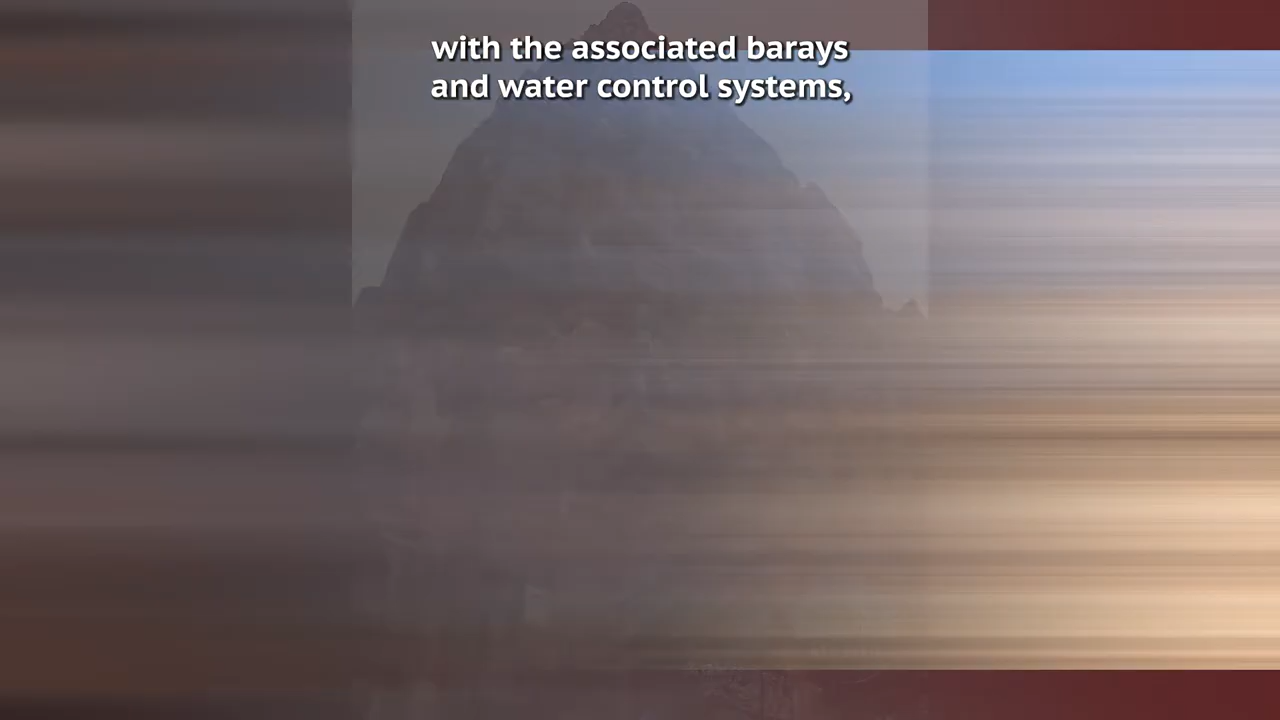 with the associated barays
and water control systems,